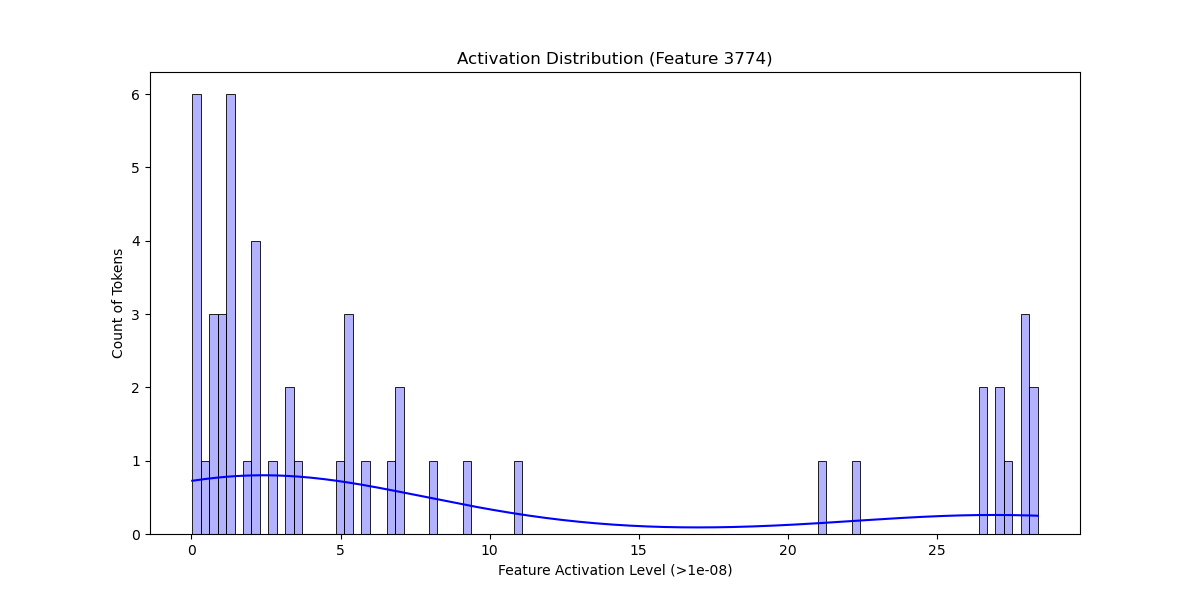 Activation Distribution (Feature 3774)
6
5
4
3
2
1
0
Count of Tokens
0 5 10 15 20 25
Feature Activation Level (>1e-08)